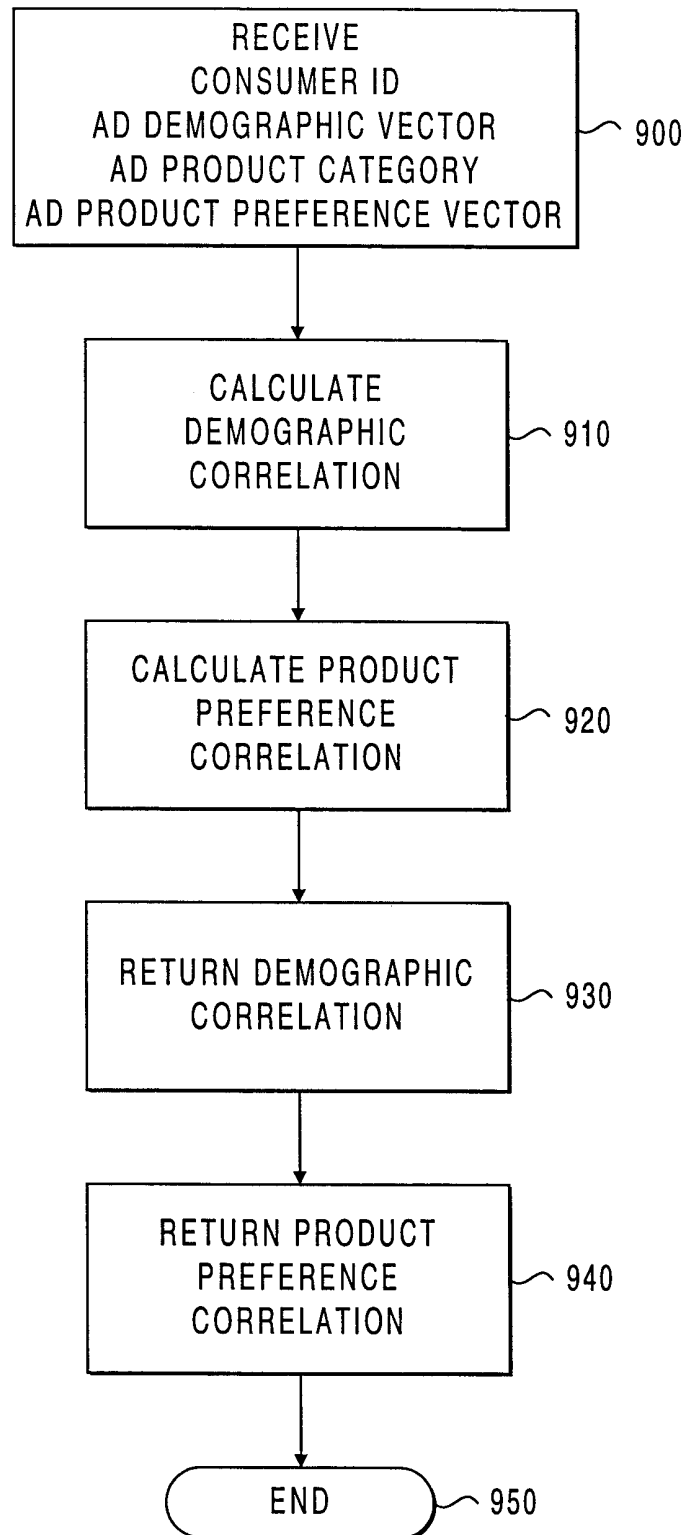 RECEIVE
CONSUMER ID
AD DEMOGRAPHIC VECTOR
AD PRODUCT CATEGORY
AD PRODUCT PREFERENCE VECTOR
900
CALCULATE
DEMOGRAPHIC
CORRELATION
910
CALCULATE PRODUCT
PREFERENCE
CORRELATION
920
RETURN DEMOGRAPHIC
CORRELATION
930
RETURN PRODUCT
PREFERENCE
CORRELATION
940
END
950